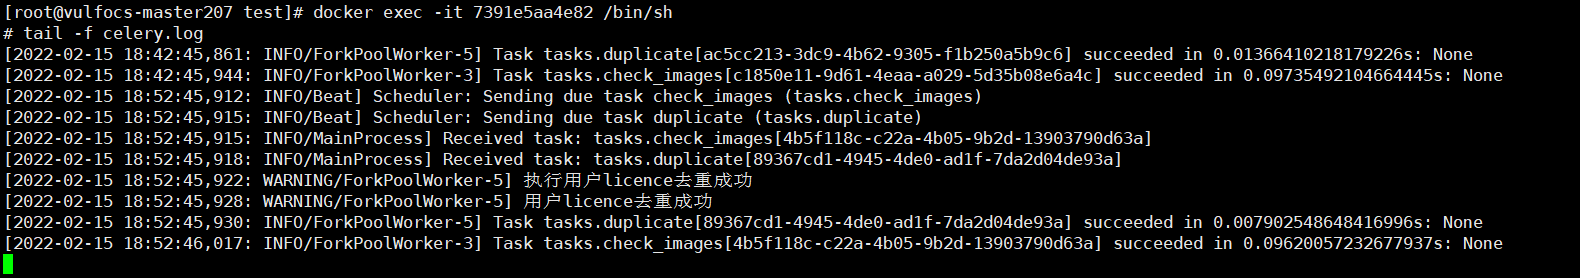 [root@vulfocs-master207 test]# docker exec -it 7391e5aa4e82 /bin/sh
# tail -f celery.log
[2022-02-15 18:42:45,861: INFO/ForkPoolWorker-5] Task tasks.duplicate[ac5cc213-3dc9-4b62-9305-f1b250a5b9c6] succeeded in 0.01366410218179226s: None
[2022-02-15 18:42:45,944: INFO/ForkPoolWorker-3] Task tasks.check_images[c1850e11-9d61-4eaa-a029-5d35b08e6a4c] succeeded in 0.09735492104664445s: None
[2022-02-15 18:52:45,912: INFO/Beat] Scheduler: Sending due task check_images (tasks.check_images)
[2022-02-15 18:52:45,915: INFO/Beat] Scheduler: Sending due task duplicate (tasks.duplicate)
[2022-02-15 18:52:45,915: INFO/MainProcess] Received task: tasks.check_images[4b5f118c-c22a-4b05-9b2d-13903790d63a]
[2022-02-15 18:52:45,918: INFO/MainProcess] Received task: tasks.duplicate[89367cd1-4945-4de0-ad1f-7da2d04de93a]
[2022-02-15 18:52:45,922: WARNING/ForkPoolWorker-5] 执行用户licence去重成功
[2022-02-15 18:52:45,928: WARNING/ForkPoolWorker-5] 用户licence去重成功
[2022-02-15 18:52:45,930: INFO/ForkPoolWorker-5] Task tasks.duplicate[89367cd1-4945-4de0-ad1f-7da2d04de93a] succeeded in 0.007902548648416996s: None
[2022-02-15 18:52:46,017: INFO/ForkPoolWorker-3] Task tasks.check_images[4b5f118c-c22a-4b05-9b2d-13903790d63a] succeeded in 0.09620057232677937s: None